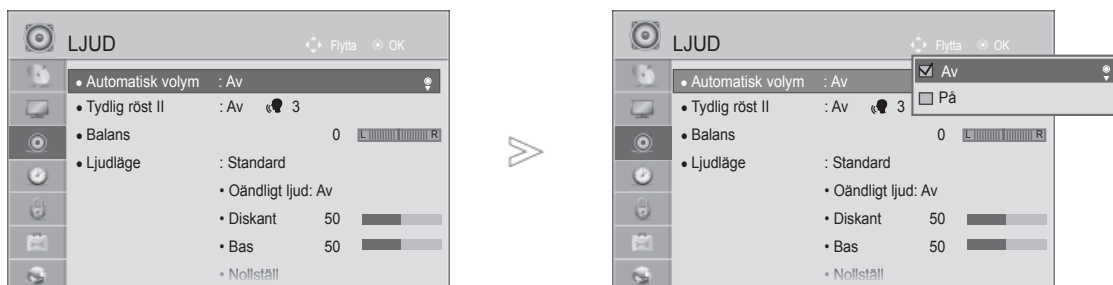 LJUD
Flytta OK
• Automatisk volym : Av
• Tydlig röst II : Av 3
• Balans 0 L R
• Ljudläge : Standard
• Oändligt ljud: Av
• Diskant 50
• Bas 50
• Nollställ
LJUD
Flytta OK
• Automatisk volym : Av
Av
På
• Tydlig röst II : Av 3
• Balans 0 L R
• Ljudläge : Standard
• Oändligt ljud: Av
• Diskant 50
• Bas 50
• Nollställ